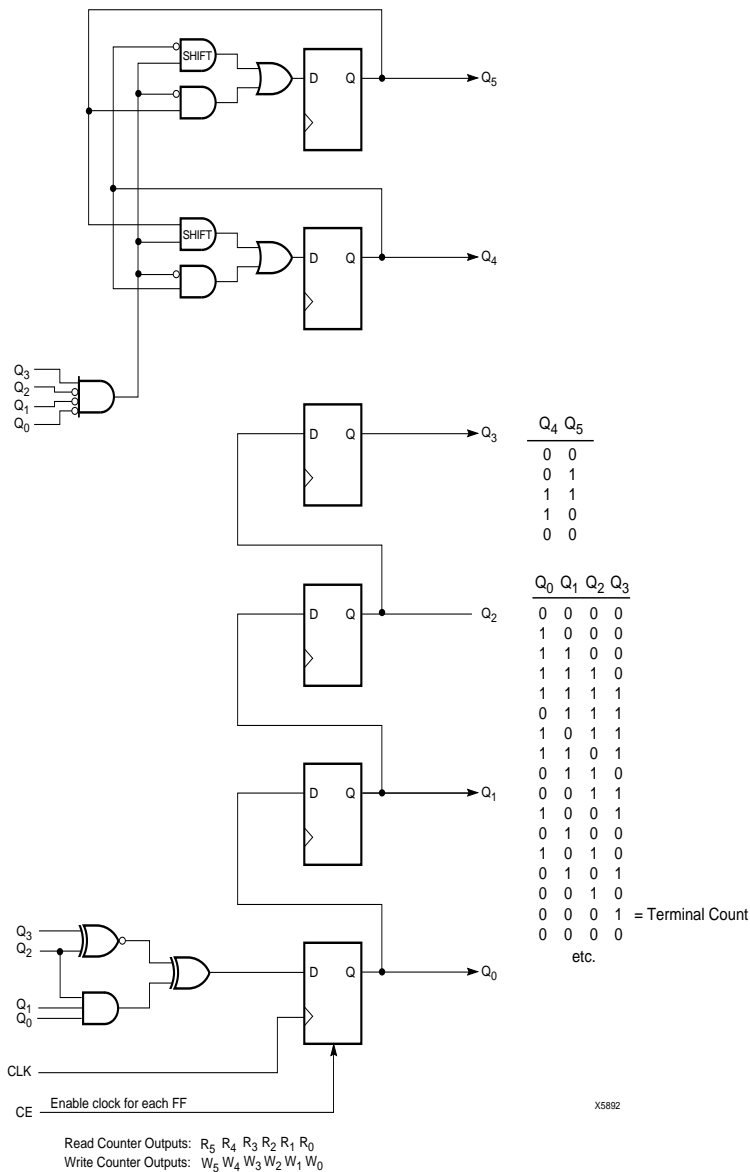 SHIFT
D Q
Q5
SHIFT
D Q
Q4
Q3
Q2
Q1
Q0
D Q
Q3
Q4 Q5
0 0
0 1
1 1
1 0
0 0
D Q
Q2
Q0 Q1 Q2 Q3
0 0 0 0
1 0 0 0
1 1 0 0
1 1 1 0
1 1 1 1
0 1 1 1
1 0 1 1
1 1 0 1
0 1 1 0
0 0 1 1
1 0 0 1
0 1 0 0
1 0 1 0
0 1 0 1
0 0 1 0
0 0 0 1 = Terminal Count
0 0 0 0
etc.
D Q
Q1
Q3
Q2
Q1
Q0
D Q
Q0
CLK
CE Enable clock for each FF
X5892
Read Counter Outputs: R5 R4 R3 R2 R1 R0
Write Counter Outputs: W5 W4 W3 W2 W1 W0